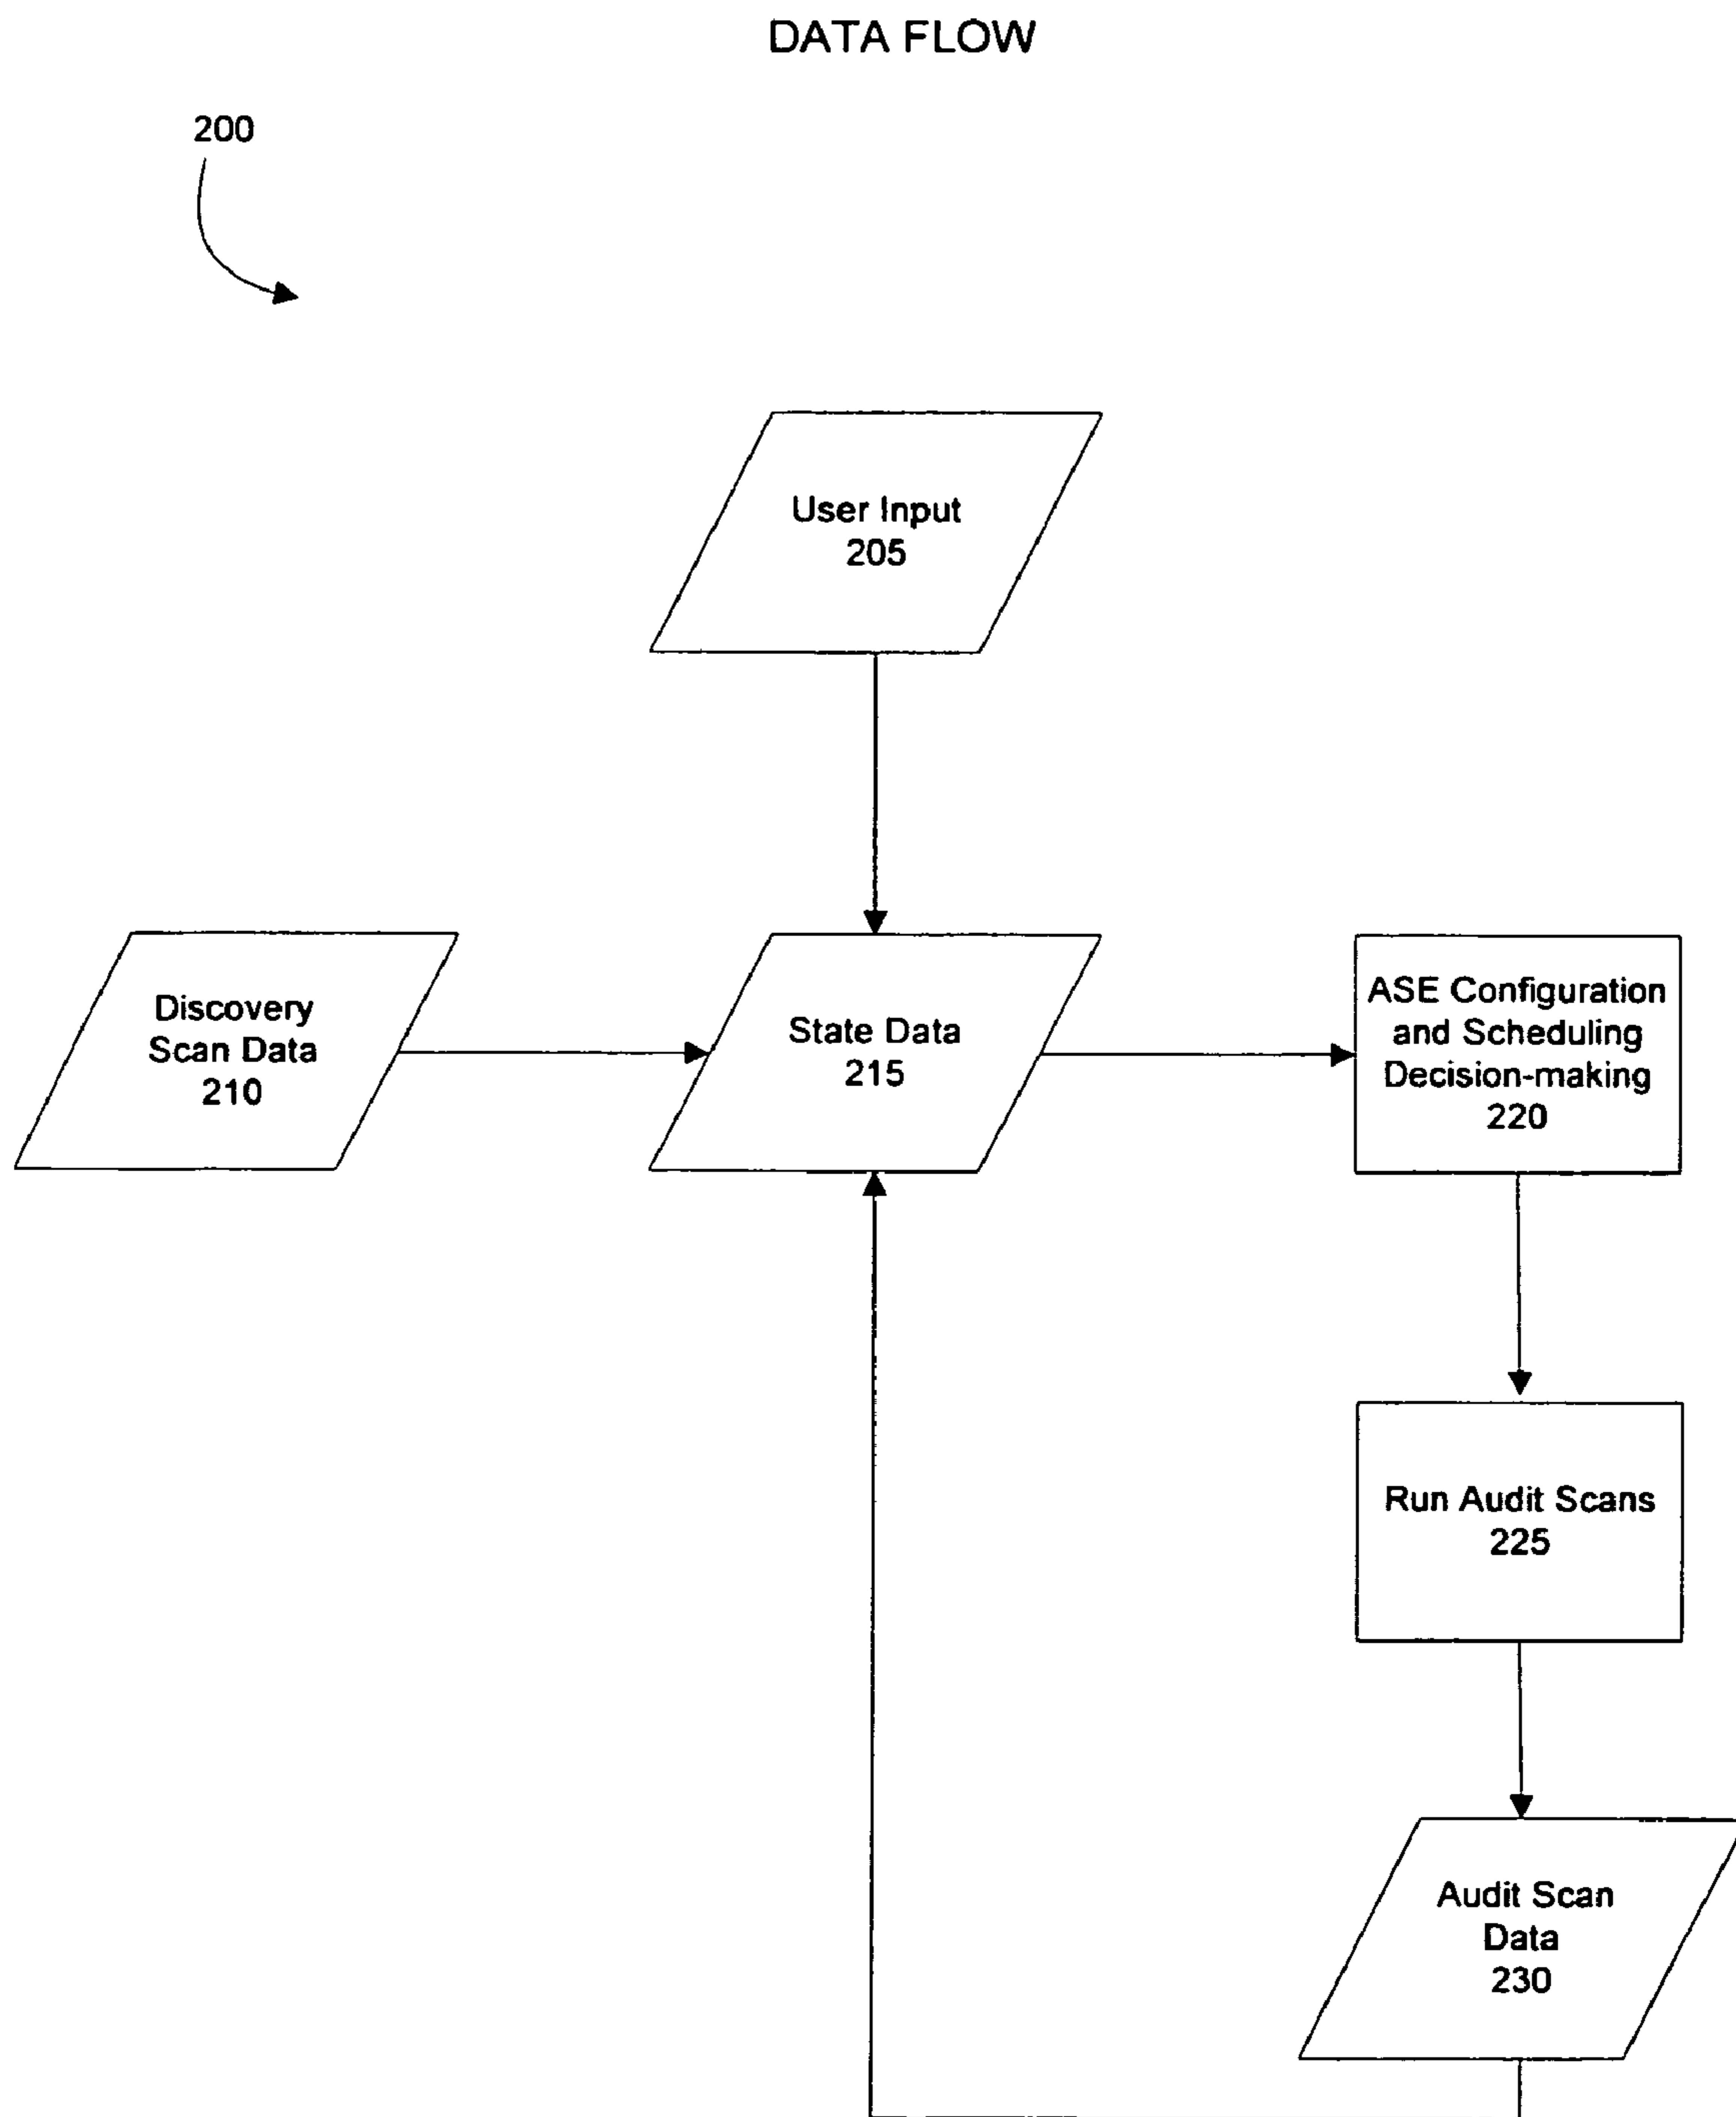 DATA FLOW
200
User Input
205
Discovery
Scan Data
210
State Data
215
ASE Configuration
and Scheduling
Decision-making
220
Run Audit Scans
225
Audit Scan
Data
230